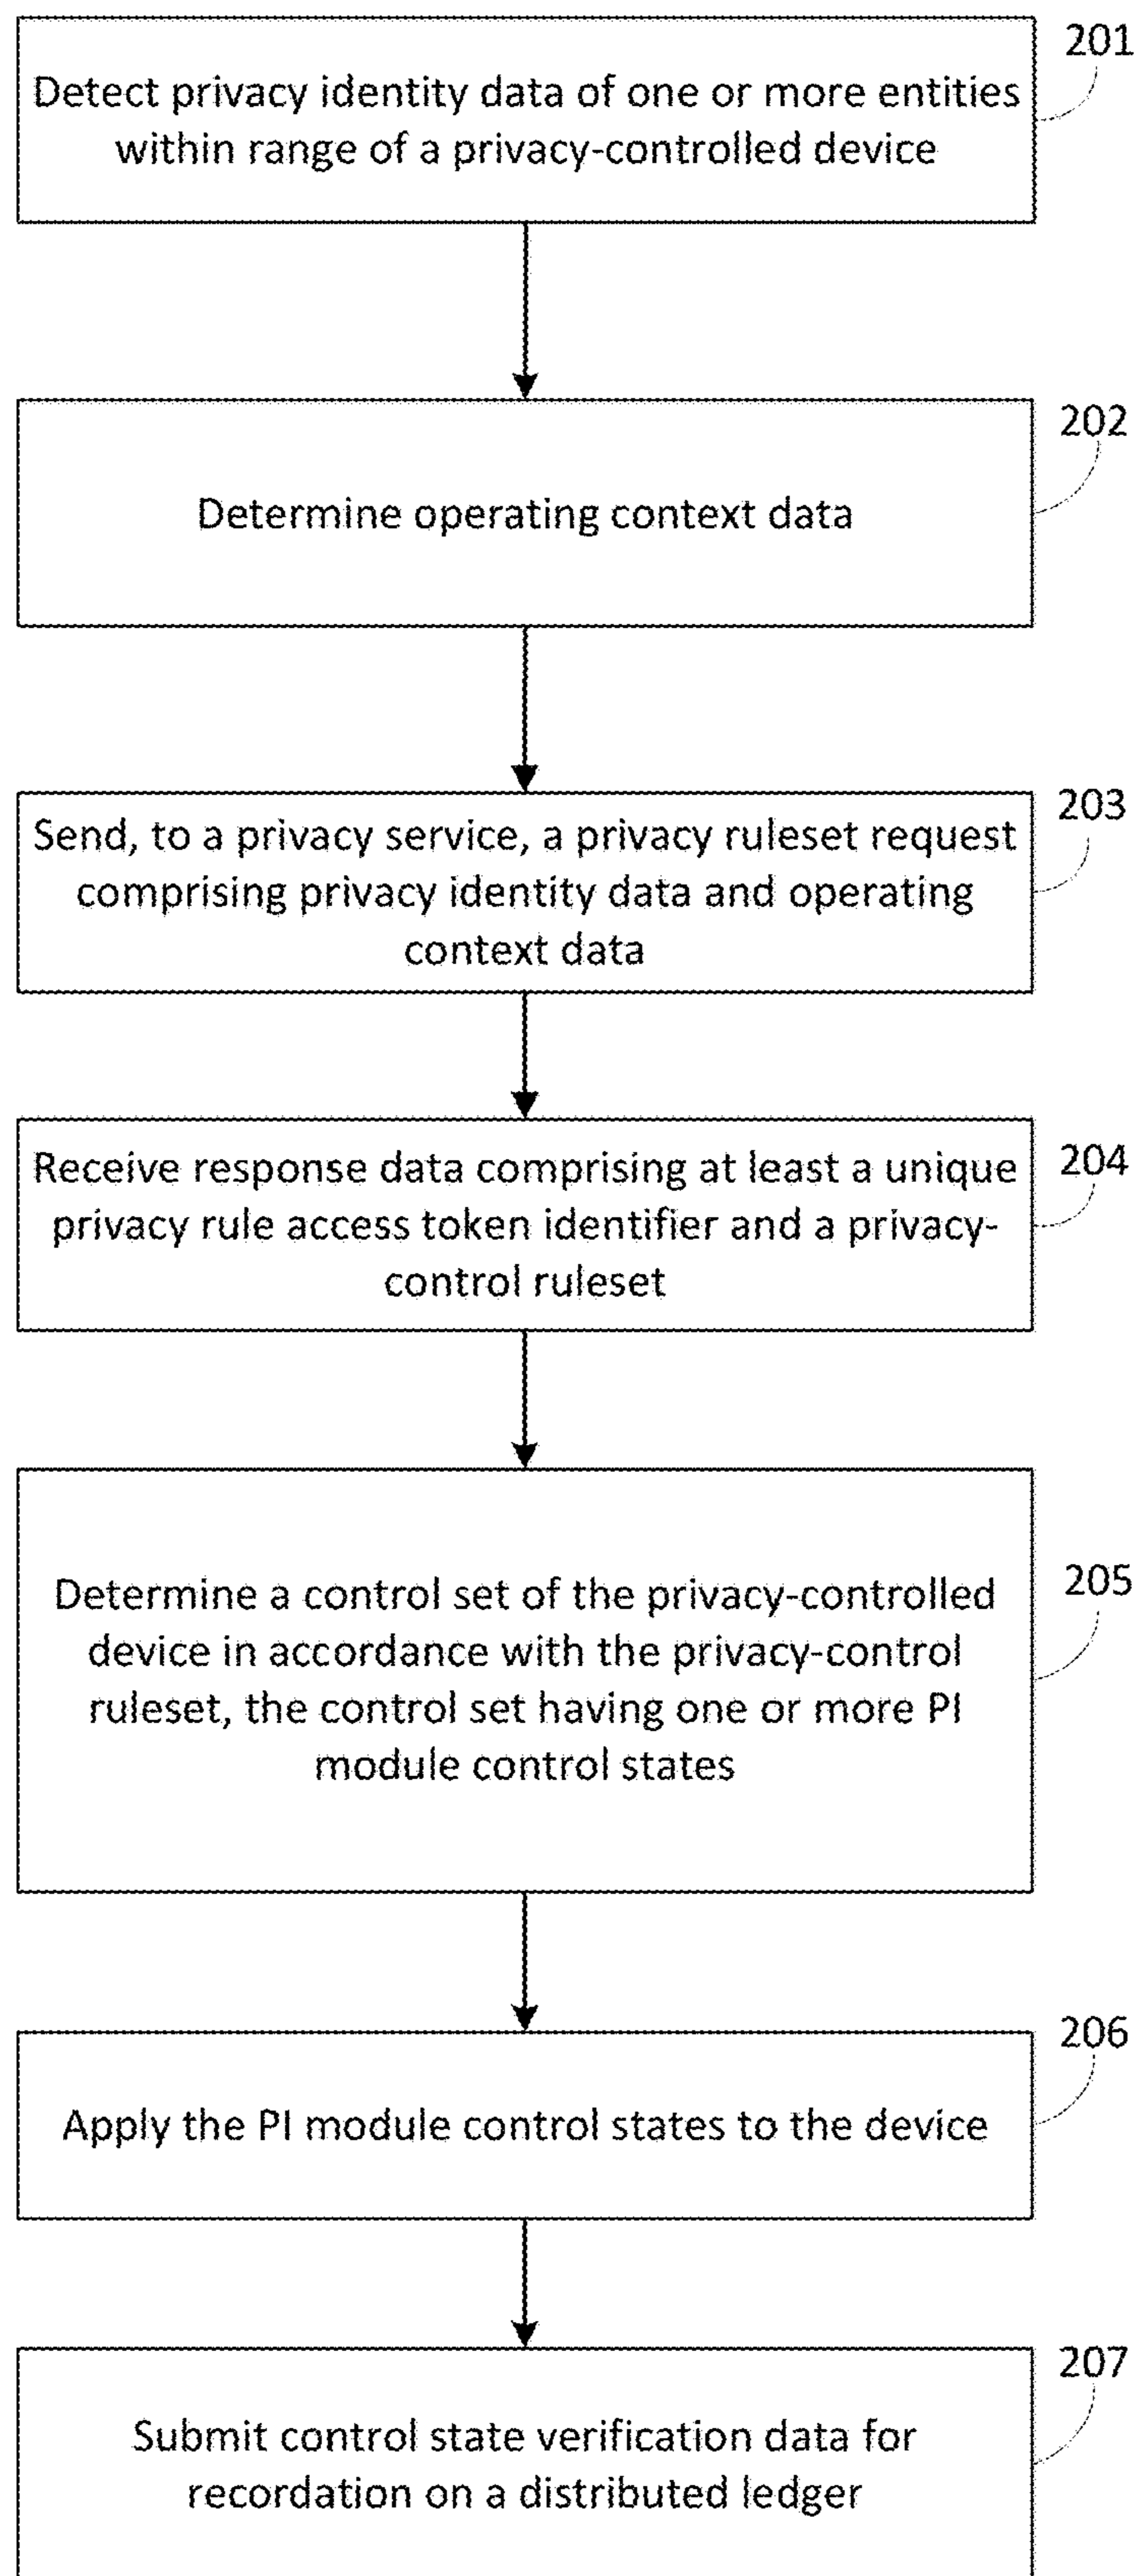 201
Detect privacy identity data of one or more entities
within range of a privacy-controlled device
202
Determine operating context data
203
Send, to a privacy service, a privacy ruleset request
comprising privacy identity data and operating
context data
204
Receive response data comprising at least a unique
privacy rule access token identifier and a privacy-
control ruleset
205
Determine a control set of the privacy-controlled
device in accordance with the privacy-control
ruleset, the control set having one or more PI
module control states
206
Apply the PI module control states to the device
207
Submit control state verification data for
recordation on a distributed ledger